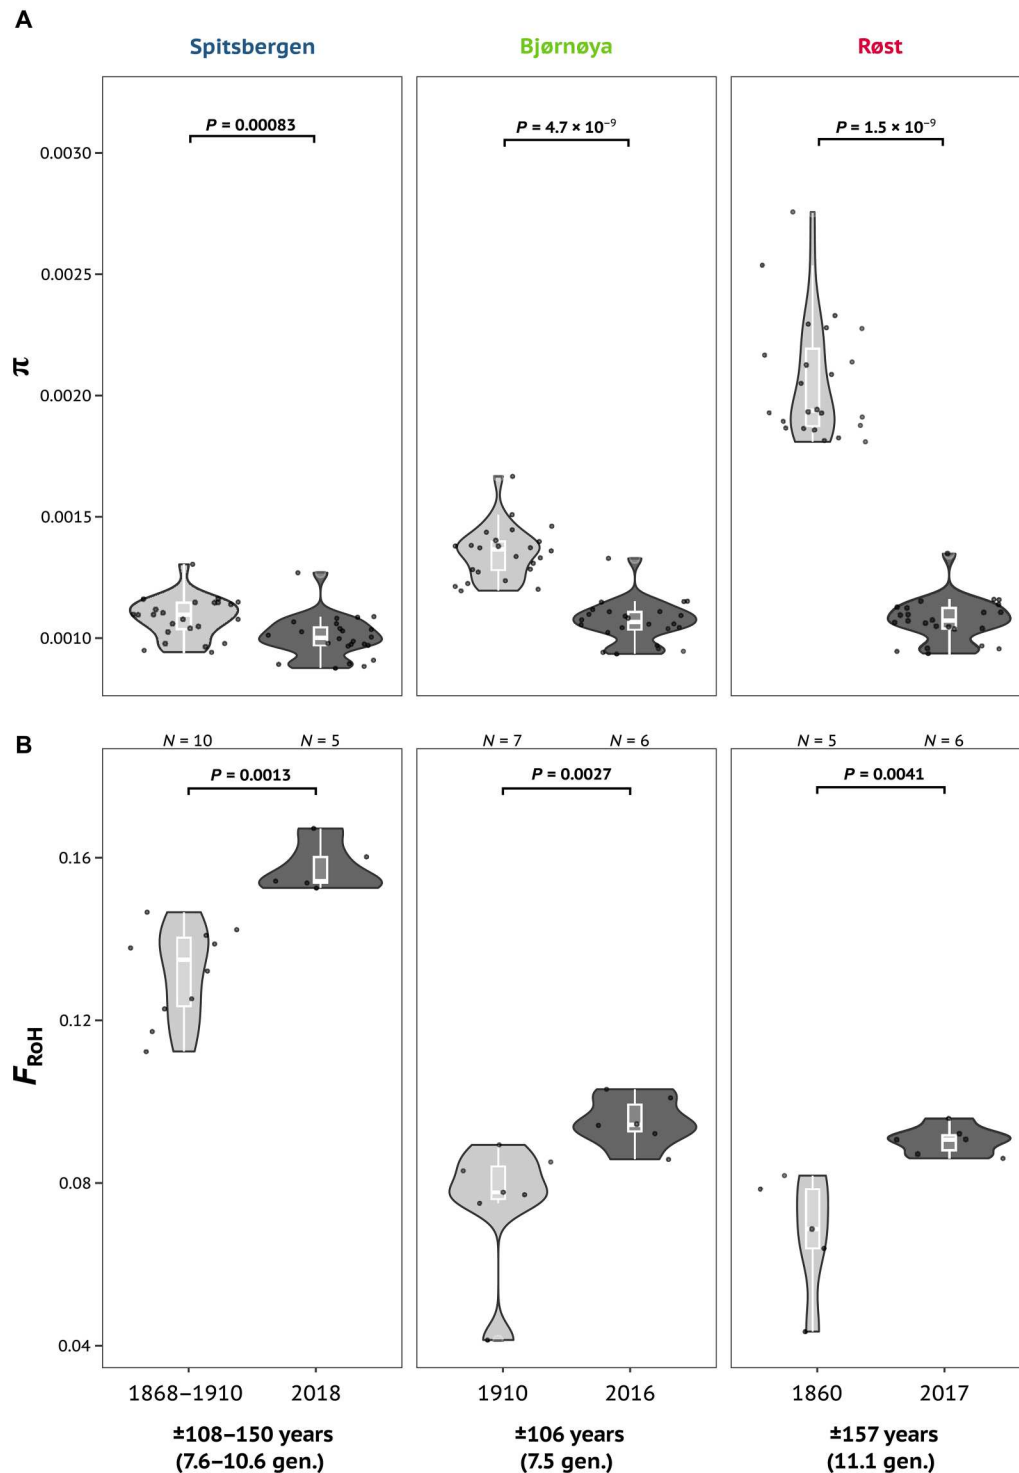 A
Spitsbergen Bjørnøya Røst
P = 0.00083 P = 4.7 × 10⁻⁹ P = 1.5 × 10⁻⁹
0.0030
0.0025
π
0.0020
0.0015
0.0010
B
N = 10 N = 5 N = 7 N = 6 N = 5 N = 6
P = 0.0013 P = 0.0027 P = 0.0041
0.16
0.12
F_RoH
0.08
0.04
1868–1910 2018 1910 2016 1860 2017
±108–150 years ±106 years ±157 years
(7.6–10.6 gen.) (7.5 gen.) (11.1 gen.)